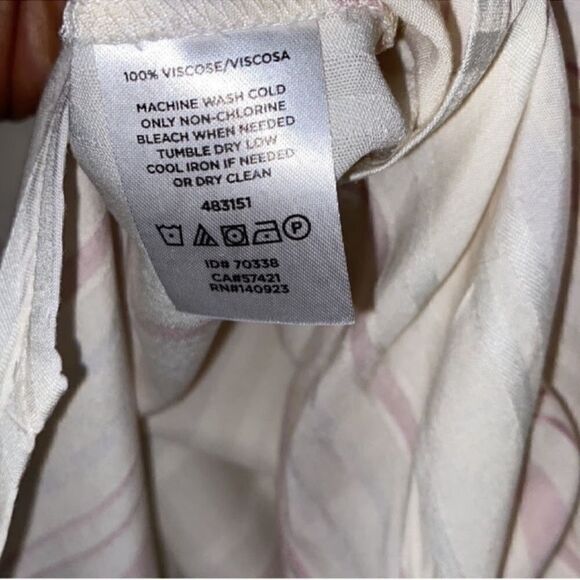 100% VISCOSE/VISCOSA
MACHINE WASH COLD
ONLY NON-CHLORINE
BLEACH WHEN NEEDED
TUMBLE DRY LOW
COOL IRON IF NEEDED
OR DRY CLEAN
483151
P
ID# 70338
CA#57421
RN#140923